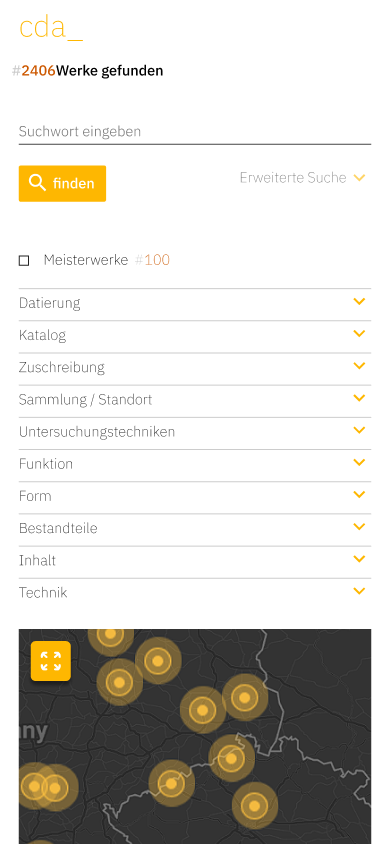 cda_
#2406Werke gefunden
Suchwort eingeben
finden
Erweiterte Suche
Meisterwerke #100
Datierung
Katalog
Zuschreibung
Sammlung / Standort
Untersuchungstechniken
Funktion
Form
Bestandteile
Inhalt
Technik
ny